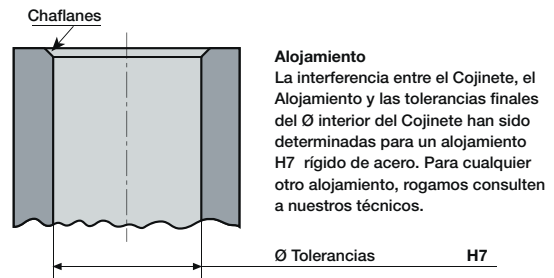 Chaflanes
Alojamiento
La interferencia entre el Cojinete, el
Alojamiento y las tolerancias finales
del Ø interior del Cojinete han sido
determinadas para un alojamiento
H7 rígido de acero. Para cualquier
otro alojamiento, rogamos consulten
a nuestros técnicos.
Ø Tolerancias H7